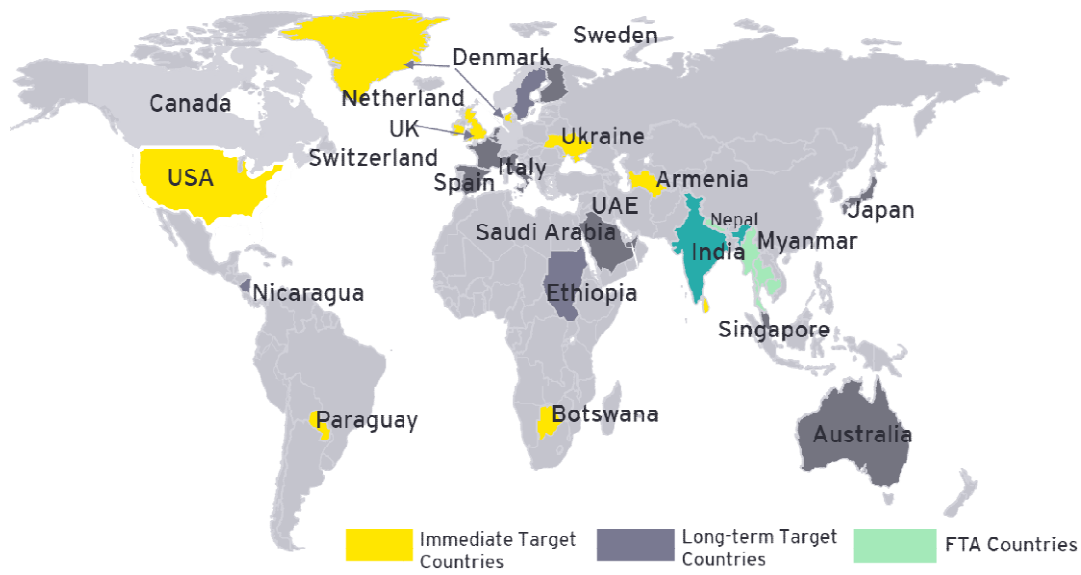 Sweden
Denmark
Canada
Netherland
UK
Ukraine
Switzerland
Italy
USA
Spain
Armenia
UAE
Japan
Nepal
Saudi Arabia
Myanmar
India
Nicaragua
Ethiopia
Singapore
Paraguay
Botswana
Australia
Immediate Target
Countries
Long-term Target
Countries
FTA Countries